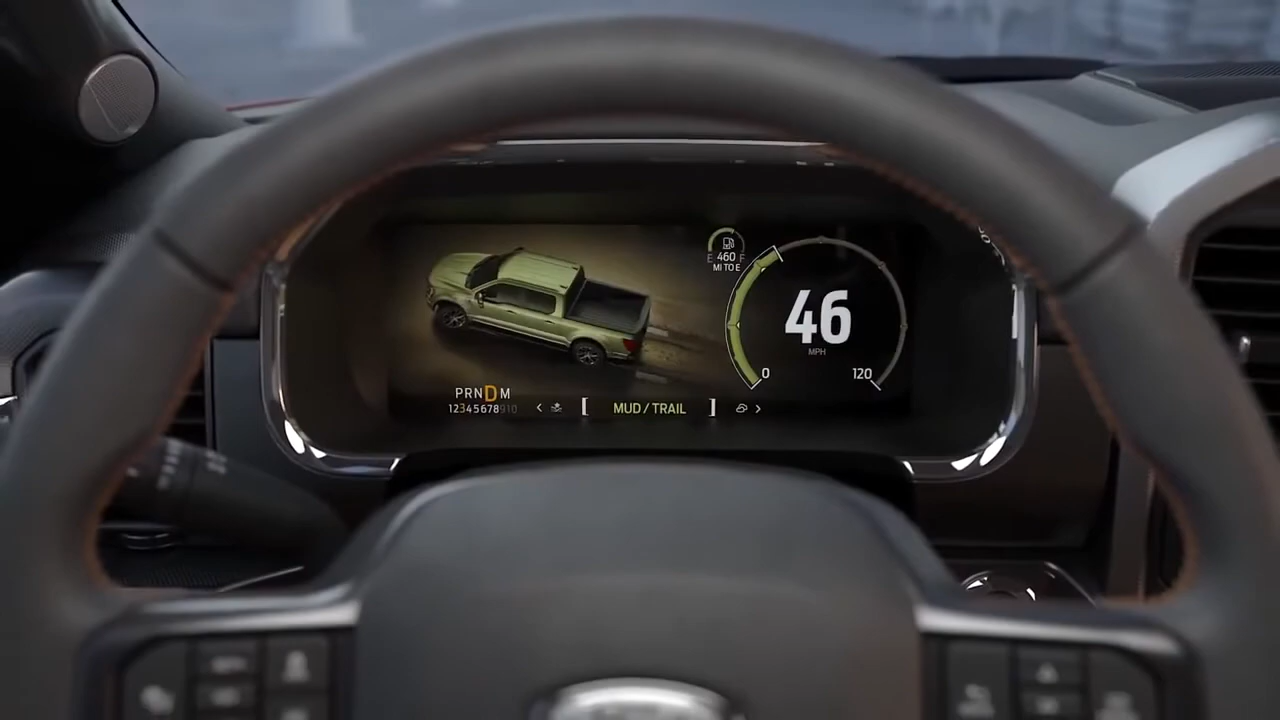 E 460 F
MI TO E
46
MPH
0 120
PRNDM
12345678910
MUD / TRAIL